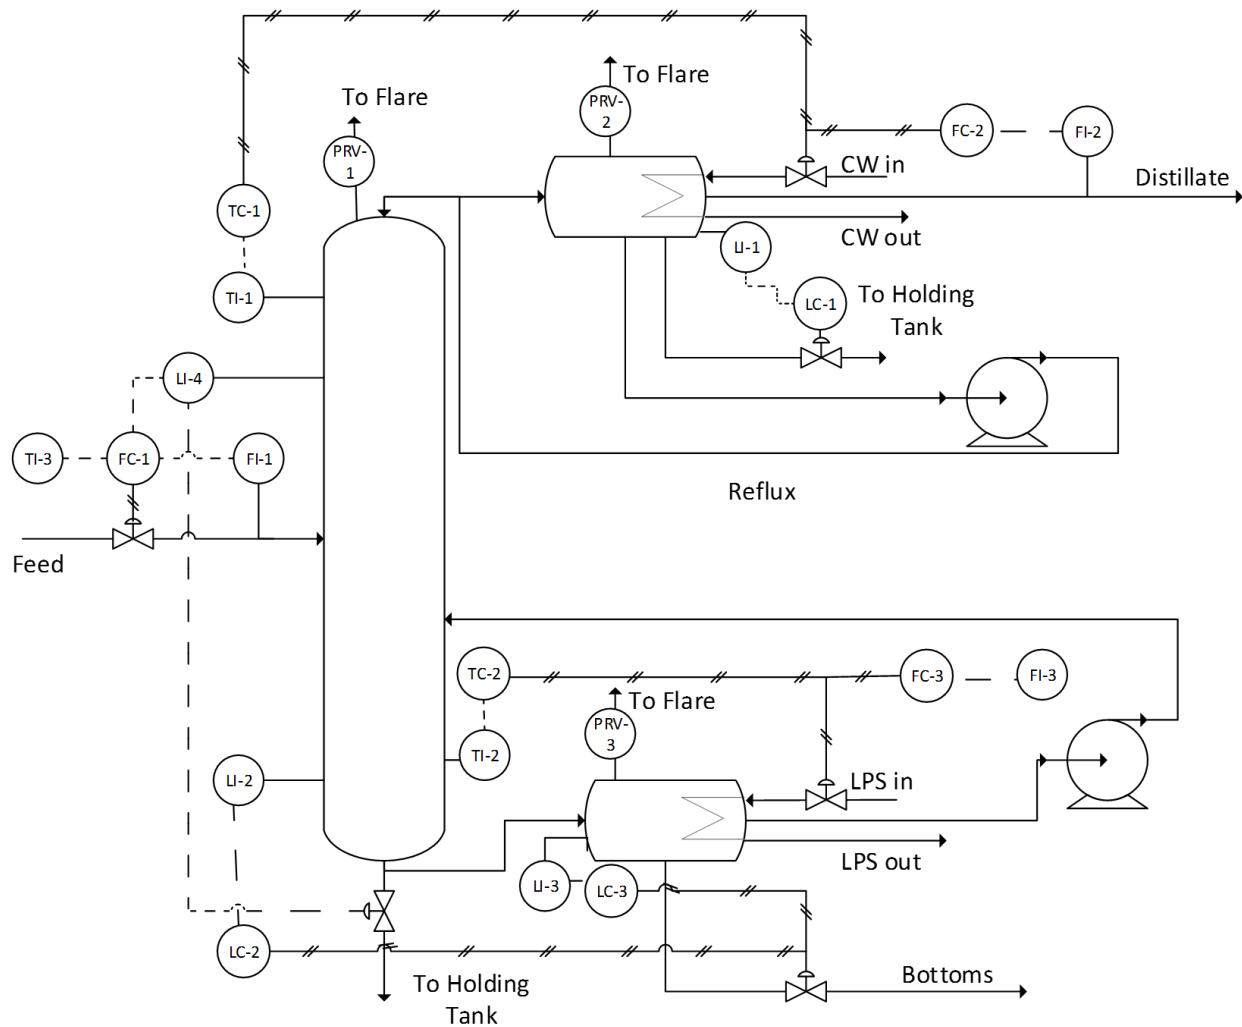 To Flare
To Flare
PRV-
2
PRV-
1
FC-2
FI-2
CW in
Distillate
TC-1
CW out
LI-1
TI-1
LC-1
To Holding
Tank
LI-4
TI-3
FC-1
FI-1
Reflux
Feed
TC-2
FC-3
FI-3
To Flare
PRV-
3
TI-2
LI-2
LPS in
LPS out
LI-3
LC-3
LC-2
Bottoms
To Holding
Tank